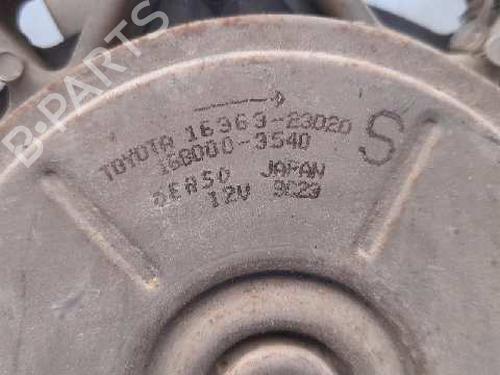 TOYOTA 16363-23020
168000-3540
DENSO JAPAN
12V 9C29
S
B-PARTS